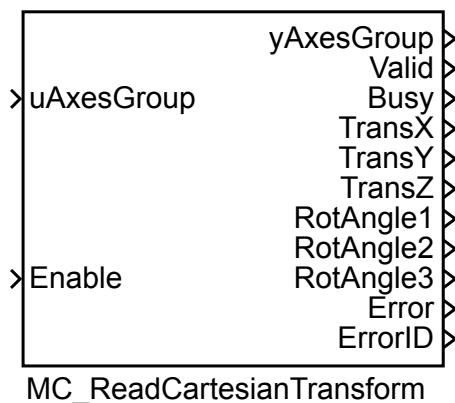 yAxesGroup
Valid
uAxesGroup
Busy
TransX
TransY
TransZ
RotAngle1
RotAngle2
Enable
RotAngle3
Error
ErrorID
MC_ReadCartesianTransform